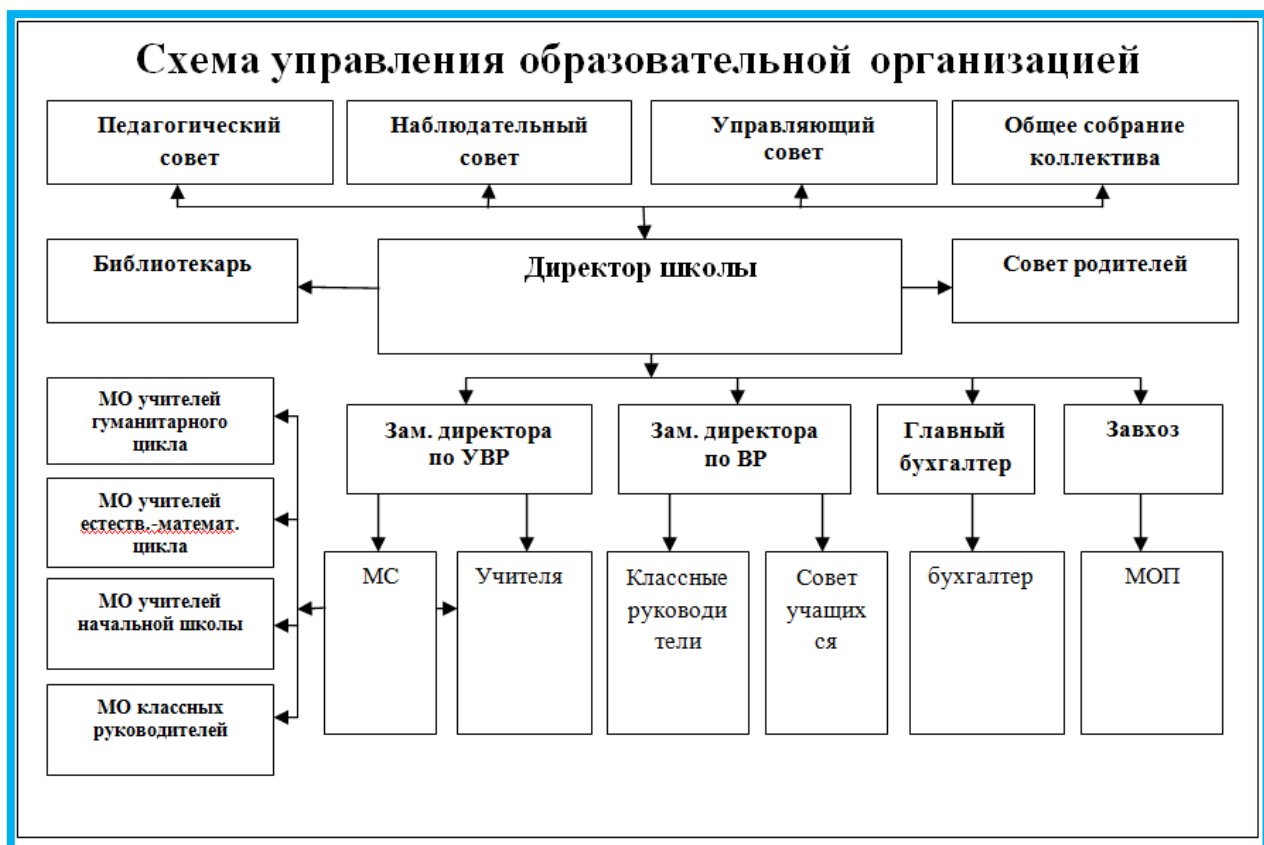 Схема управления образовательной организацией
Педагогический
совет
Наблюдательный
совет
Управляющий
совет
Общее собрание
коллектива
Библиотекарь
Директор школы
Совет родителей
МО учителей
гуманитарного
цикла
МО учителей
естеств.-математ.
цикла
МО учителей
начальной школы
МО классных
руководителей
Зам. директора
по УВР
Зам. директора
по ВР
Главный
бухгалтер
Завхоз
МС
Учителя
Классные
руководи
тели
Совет
учащих
ся
бухгалтер
МОП